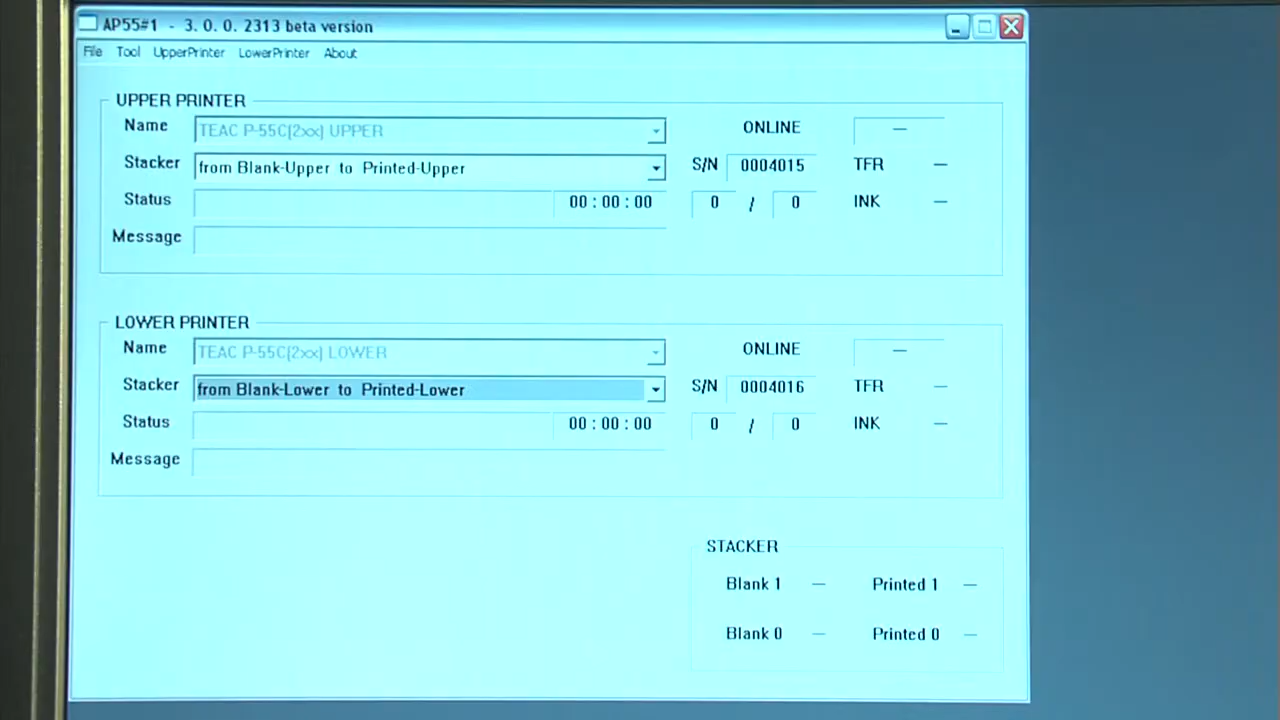 AP55#1 - 3. 0. 0. 2313 beta version
File Tool UpperPrinter LowerPrinter About
UPPER PRINTER
Name TEAC P-55C(2xx) UPPER ONLINE —
Stacker from Blank-Upper to Printed-Upper S/N 0004015 TFR —
Status 00 : 00 : 00 0 / 0 INK —
Message
LOWER PRINTER
Name TEAC P-55C(2xx) LOWER ONLINE —
Stacker from Blank-Lower to Printed-Lower S/N 0004016 TFR —
Status 00 : 00 : 00 0 / 0 INK —
Message
STACKER
Blank 1 — Printed 1 —
Blank 0 — Printed 0 —